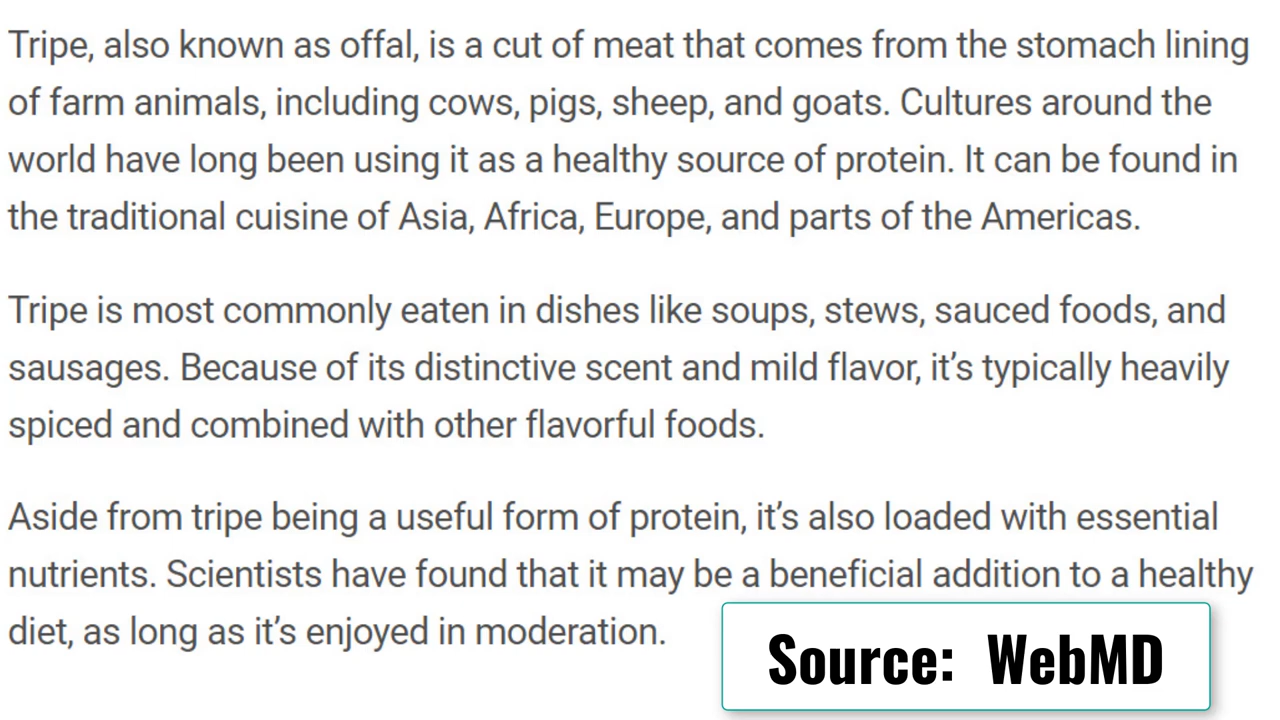 Tripe, also known as offal, is a cut of meat that comes from the stomach lining
of farm animals, including cows, pigs, sheep, and goats. Cultures around the
world have long been using it as a healthy source of protein. It can be found in
the traditional cuisine of Asia, Africa, Europe, and parts of the Americas.
Tripe is most commonly eaten in dishes like soups, stews, sauced foods, and
sausages. Because of its distinctive scent and mild flavor, it’s typically heavily
spiced and combined with other flavorful foods.
Aside from tripe being a useful form of protein, it’s also loaded with essential
nutrients. Scientists have found that it may be a beneficial addition to a healthy
diet, as long as it’s enjoyed in moderation.
Source: WebMD